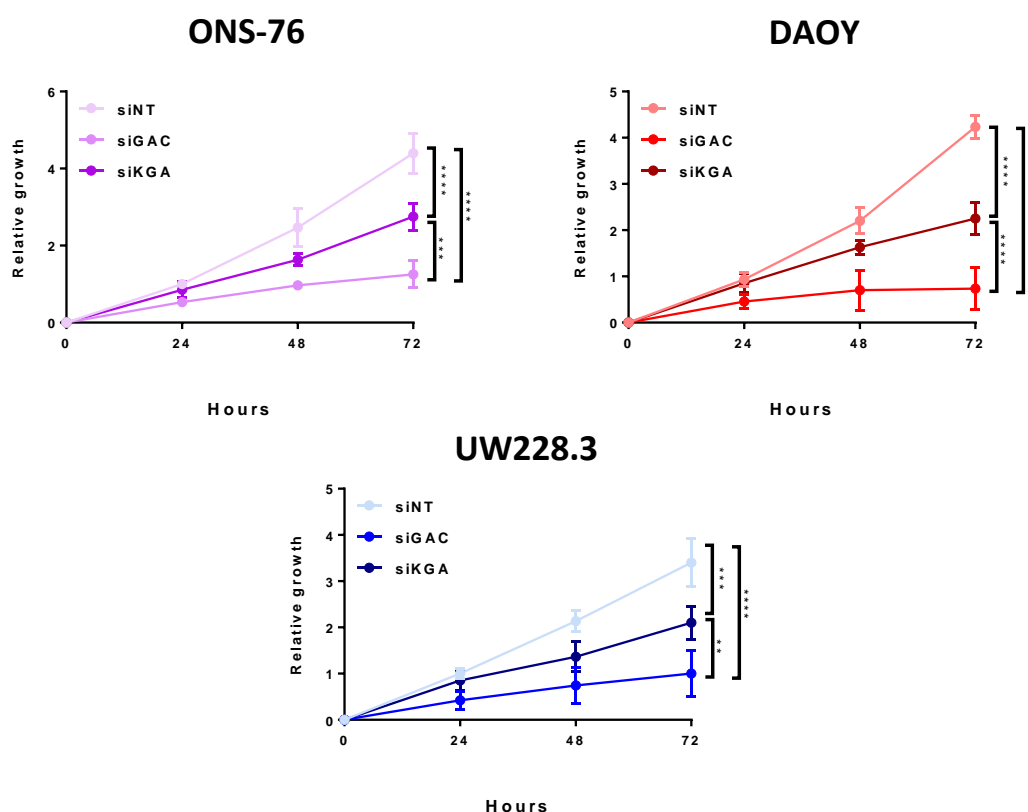 ONS-76
Relative growth
6
4
2
0
siNT
siGAC
siKGA
****
***
****
0 24 48 72
Hours
DAOY
Relative growth
5
4
3
2
1
0
siNT
siGAC
siKGA
****
****
****
0 24 48 72
Hours
UW228.3
Relative growth
5
4
3
2
1
0
siNT
siGAC
siKGA
***
**
****
0 24 48 72
Hours